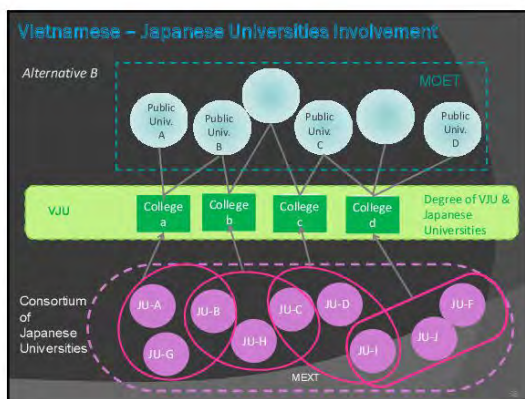 Vietnamese – Japanese Universities Involvement
Alternative B
MOET
Public
Univ.
A
Public
Univ.
B
Public
Univ.
C
Public
Univ.
D
VJU
College
a
College
b
College
c
College
d
Degree of VJU &
Japanese
Universities
Consortium
of
Japanese
Universities
JU-A
JU-B
JU-C
JU-D
JU-F
JU-G
JU-H
JU-I
JU-J
MEXT